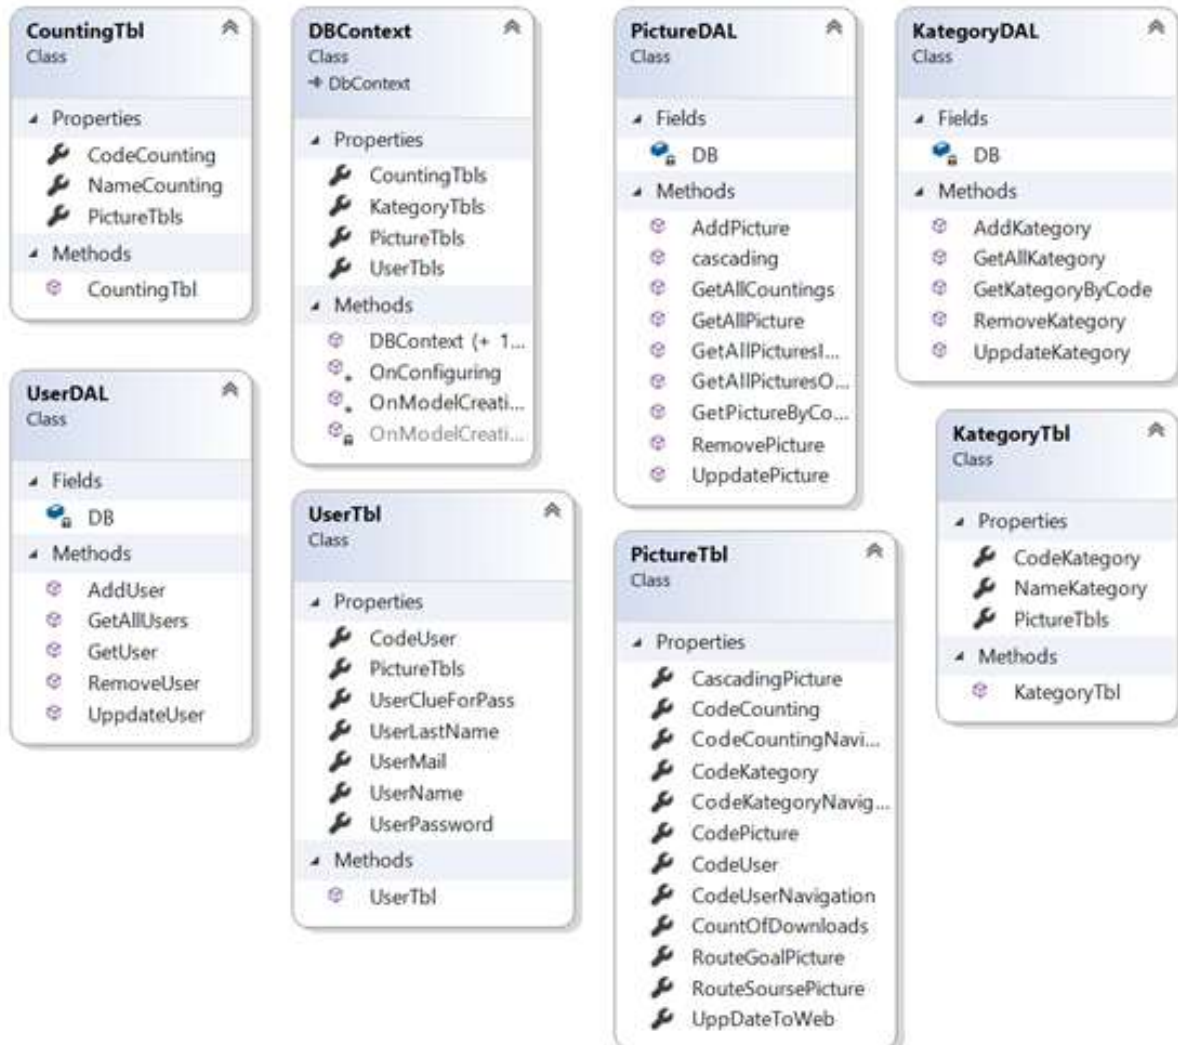 CountingTbl
Class
Properties
CodeCounting
NameCounting
PictureTbls
Methods
CountingTbl
UserDAL
Class
Fields
DB
Methods
AddUser
GetAllUsers
GetUser
RemoveUser
UppdateUser
DBContext
Class
DbContext
Properties
CountingTbls
KategoryTbls
PictureTbls
UserTbls
Methods
DBContext (+ 1...
OnConfiguring
OnModelCreati...
OnModelCreati...
UserTbl
Class
Properties
CodeUser
PictureTbls
UserClueForPass
UserLastName
UserMail
UserName
UserPassword
Methods
UserTbl
PictureDAL
Class
Fields
DB
Methods
AddPicture
cascading
GetAllCountings
GetAllPicture
GetAllPicturesI...
GetAllPicturesO...
GetPictureByCo...
RemovePicture
UppdatePicture
PictureTbl
Class
Properties
CascadingPicture
CodeCounting
CodeCountingNavi...
CodeKategory
CodeKategoryNavig...
CodePicture
CodeUser
CodeUserNavigation
CountOfDownloads
RouteGoalPicture
RouteSoursePicture
UppDateToWeb
KategoryDAL
Class
Fields
DB
Methods
AddKategory
GetAllKategory
GetKategoryByCode
RemoveKategory
UppdateKategory
KategoryTbl
Class
Properties
CodeKategory
NameKategory
PictureTbls
Methods
KategoryTbl